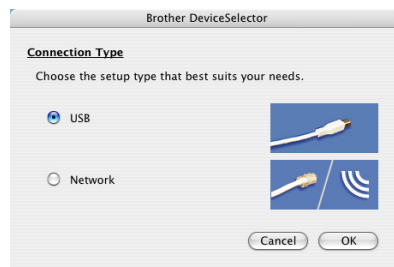 Brother DeviceSelector
Connection Type
Choose the setup type that best suits your needs.
USB
Network
Cancel OK